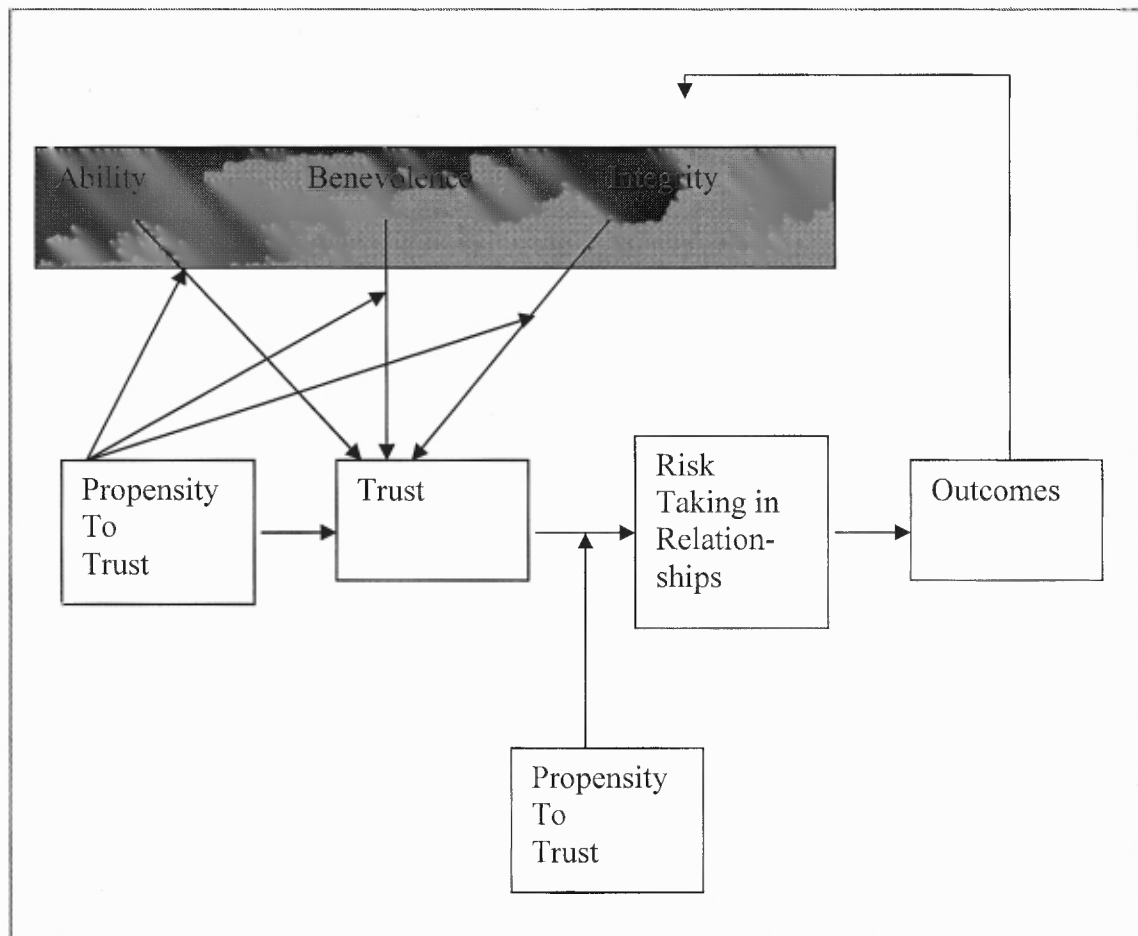 Ability Benevolence Integrity
Propensity
To
Trust
Trust
Risk
Taking in
Relation-
ships
Outcomes
Propensity
To
Trust